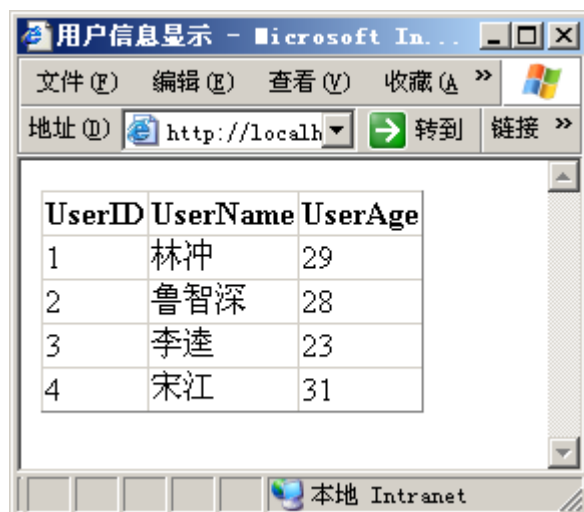 用户信息显示 - Microsoft In...
文件(F) 编辑(E) 查看(V) 收藏(A »
地址(D) http://localh 转到 链接 »
UserID UserName UserAge
1 林冲 29
2 鲁智深 28
3 李逵 23
4 宋江 31
本地 Intranet